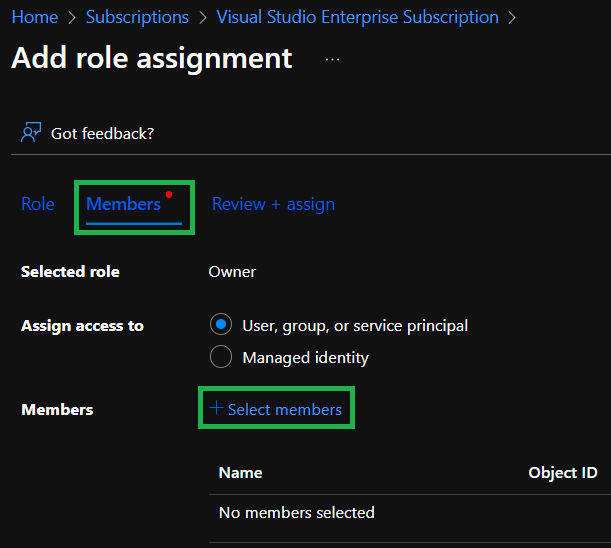 Home > Subscriptions > Visual Studio Enterprise Subscription >
Add role assignment ...
Got feedback?
Role Members Review + assign
Selected role Owner
Assign access to User, group, or service principal
Managed identity
Members + Select members
Name Object ID
No members selected